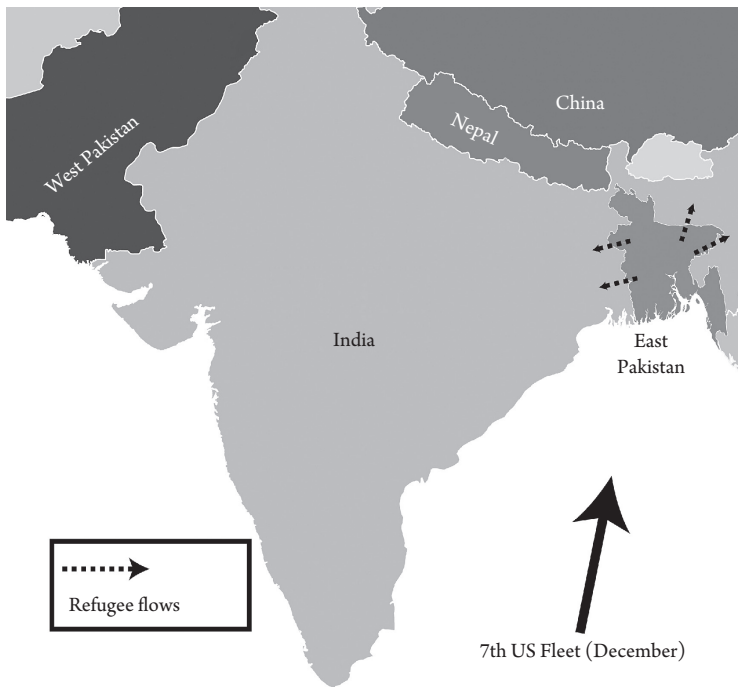 China
Nepal
West Pakistan
India
East
Pakistan
Refugee flows
7th US Fleet (December)